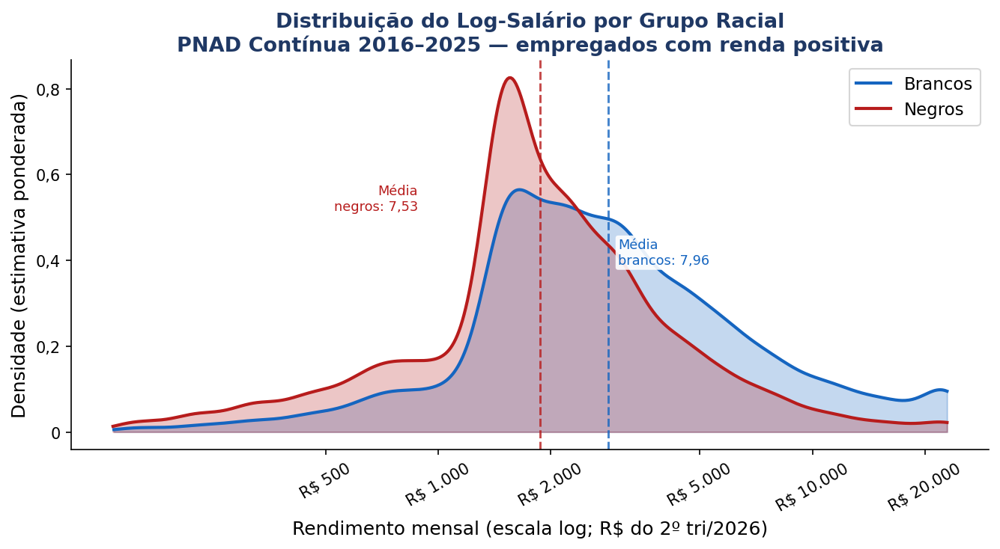 Distribuição do Log-Salário por Grupo Racial
PNAD Contínua 2016–2025 — empregados com renda positiva
Densidade (estimativa ponderada)
0,8
0,6
0,4
0,2
0
Brancos
Negros
Média
negros: 7,53
Média
brancos: 7,96
R$ 500
R$ 1.000
R$ 2.000
R$ 5.000
R$ 10.000
R$ 20.000
Rendimento mensal (escala log; R$ do 2º tri/2026)